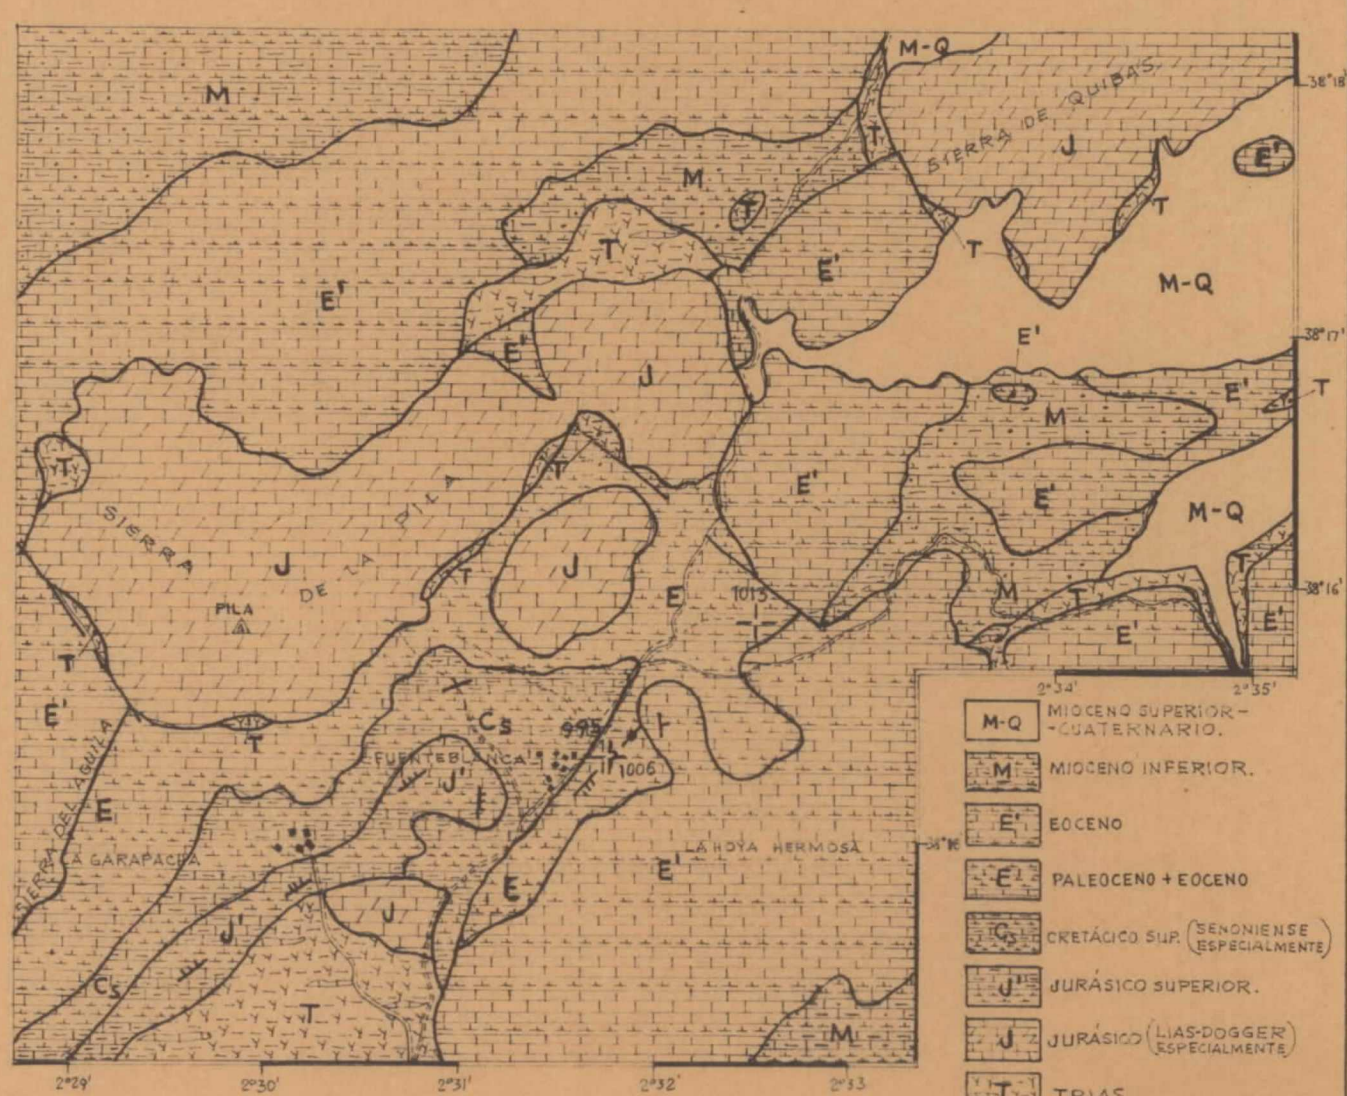 M-Q
38°18'
M
SIERRA DE QUIBAS
T
J
E'
M
T
T
T
T
E'
M-Q
E'
E'
38°17'
E'
J
E'
T
M
T
T
E'
E'
M-Q
SIERRA DE LA PILA
J
J
T
T
PILA
E
1013
M
T
38°16'
E'
E'
T
E'
2°34'
2°35'
T
Cs
995
FUENTEBLANCA
1006
J'
SIERRA DEL AGUILA
E
LA GARAPACHA
LA HOYA HERMOSA
E'
E
J
J'
Cs
T
M
2°29'
2°30'
2°31'
2°32'
2°33
M-Q MIOCENO SUPERIOR-
-CUATERNARIO.
M MIOCENO INFERIOR.
E' EOCENO
E PALEOCENO + EOCENO
Cs CRETÁCICO SUP. (SENONIENSE
ESPECIALMENTE)
J' JURÁSICO SUPERIOR.
J JURÁSICO (LIAS-DOGGER
ESPECIALMENTE)
T TRIAS